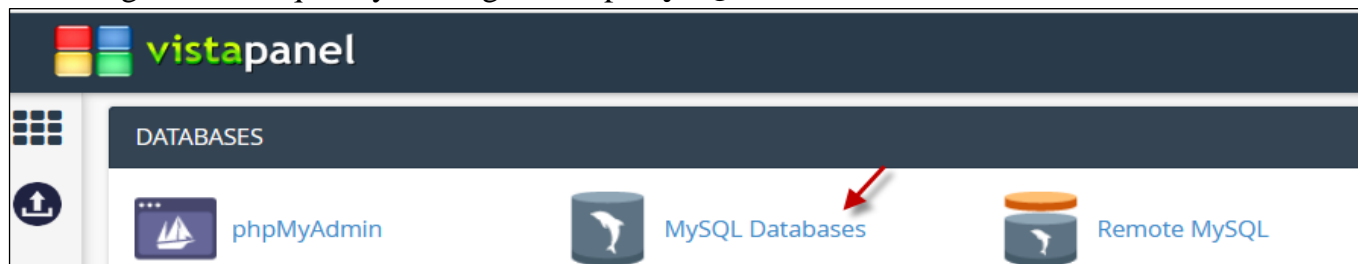 vistapanel
DATABASES
phpMyAdmin
MySQL Databases
Remote MySQL